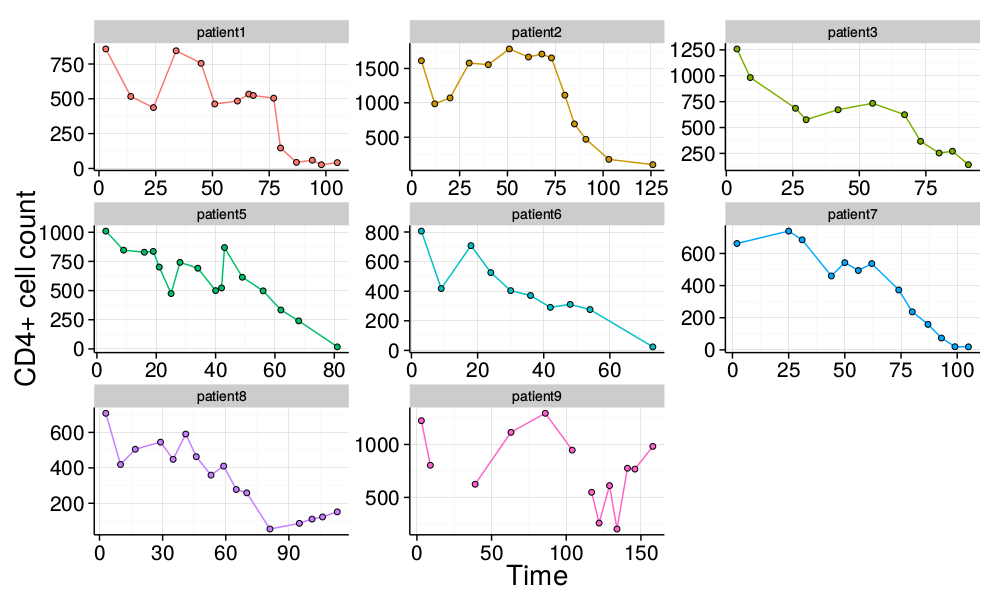 patient1 patient2 patient3
750 500 250 0
1500 1000 500
1250 1000 750 500 250
0 25 50 75 100
0 25 50 75 100 125
0 25 50 75
patient5 patient6 patient7
1000 750 500 250 0
800 600 400 200 0
600 400 200 0
0 20 40 60 80
0 20 40 60
0 25 50 75 100
patient8 patient9
600 400 200
1000 500
0 30 60 90
0 50 100 150
CD4+ cell count
Time